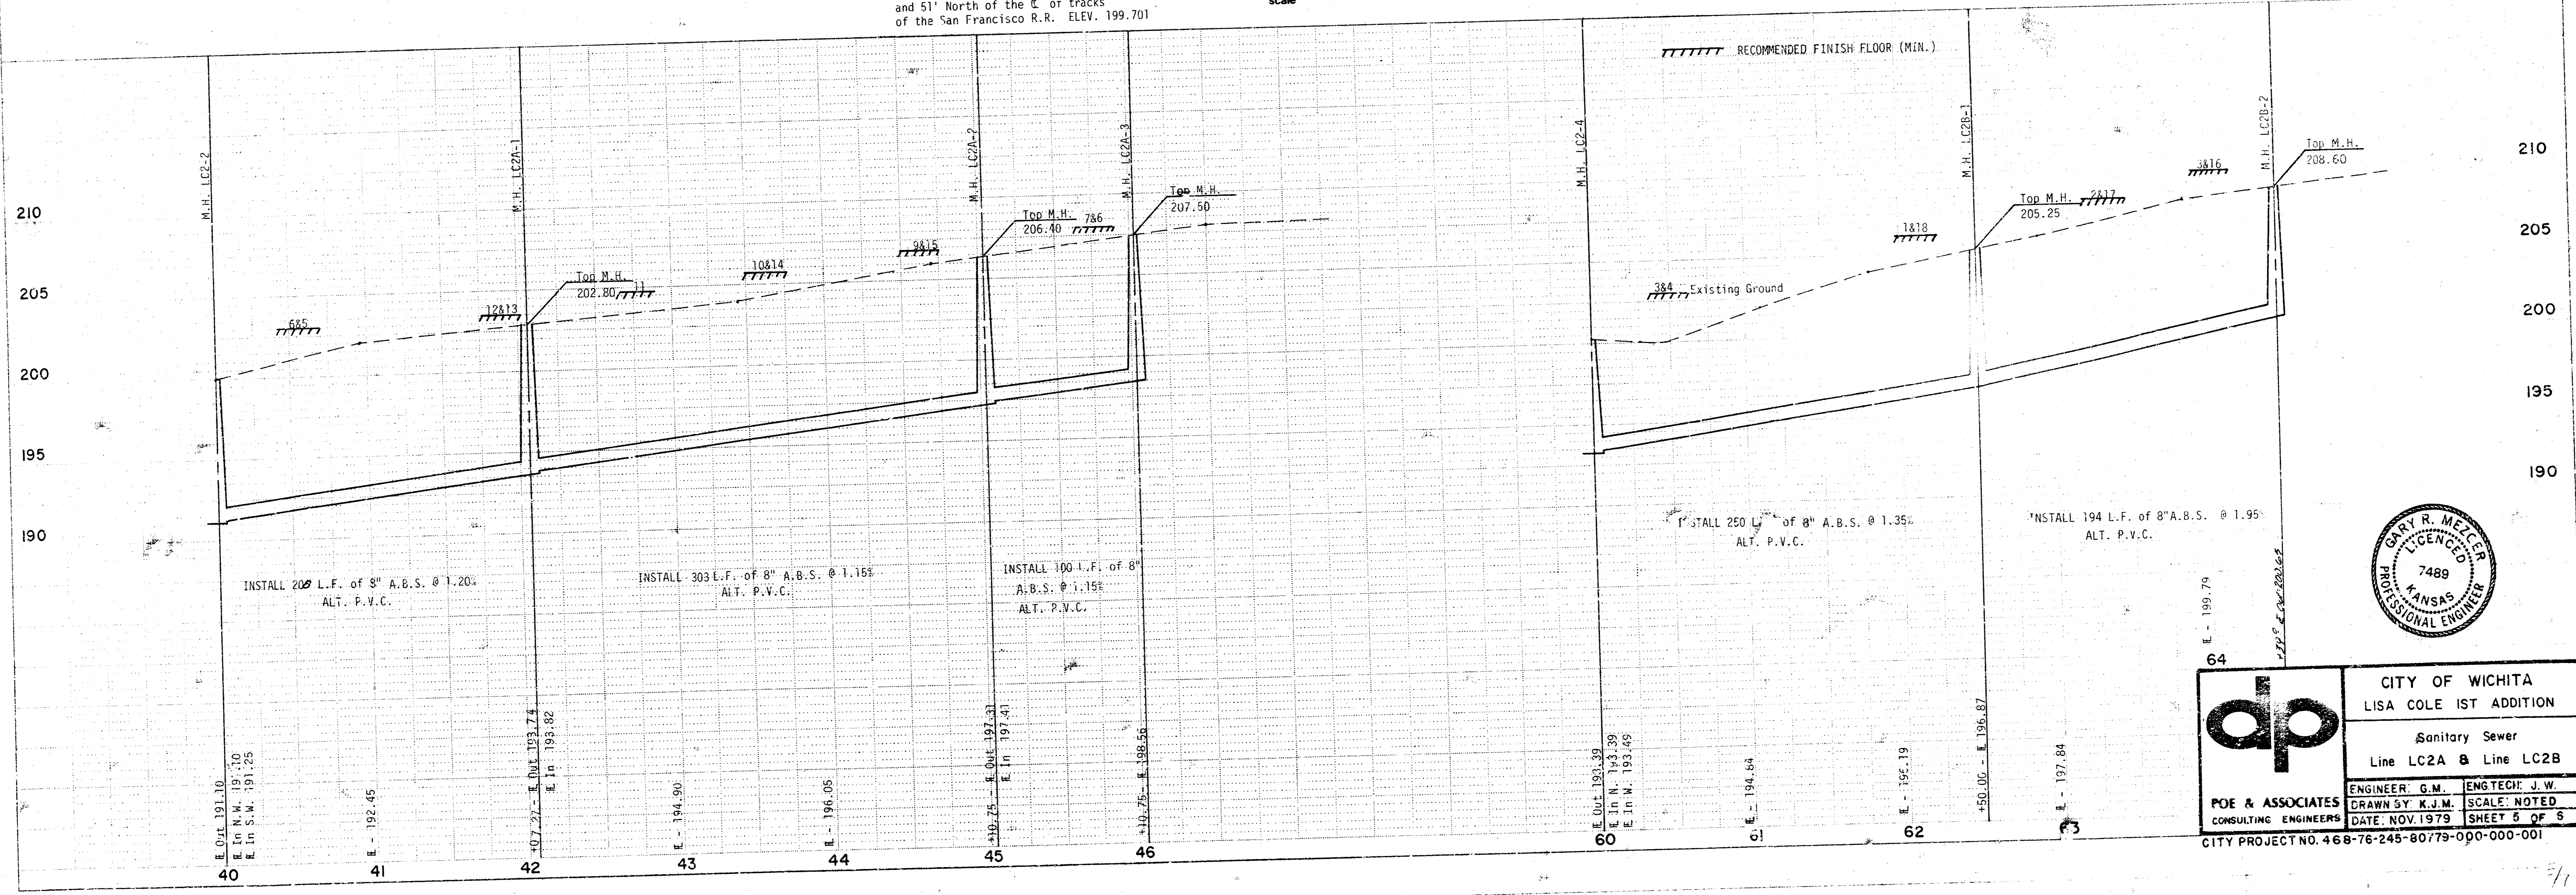 and 51' North of the ℄ of tracks
of the San Francisco R.R. ELEV. 199.701
scale
RECOMMENDED FINISH FLOOR (MIN.)
M.H. LC2-2
M.H. LC2A-1
M.H. LC2A-2
M.H. LC2A-3
M.H. LC2-4
M.H. LC2B-1
M.H. LC2B-2
210
205
200
195
190
6&5
12&13
Top M.H.
202.80
11
10&14
9&15
Top M.H.
206.40
7&6
Top M.H.
207.50
3&4
Existing Ground
1&18
Top M.H.
205.25
2&17
3&16
Top M.H.
208.60
210
205
200
195
190
INSTALL L.F. of 8" A.B.S. @ 1.20%
ALT. P.V.C.
INSTALL 303 L.F. of 8" A.B.S. @ 1.15%
ALT. P.V.C.
INSTALL 100 L.F. of 8"
A.B.S. @ 1.15%
ALT. P.V.C.
INSTALL 250 L. of 8" A.B.S. @ 1.35%
ALT. P.V.C.
INSTALL 194 L.F. of 8" A.B.S. @ 1.95%
ALT. P.V.C.
GARY R. MEZGER
LICENCED
7489
KANSAS
PROFESSIONAL ENGINEER
Out 191.10
In N.W. 191.10
In S.W. 191.25
- 192.45
+07.27 - Out 193.74
In 193.82
- 194.90
- 196.05
+10.75 - Out 197.31
In 197.41
+10.75 - 198.56
Out 193.39
In N. 193.39
In W. 193.49
- 194.84
- 196.19
+50.00 - 196.87
- 197.84
- 199.79
40
41
42
43
44
45
46
60
61
62
63
64
dp
POE & ASSOCIATES
CONSULTING ENGINEERS
CITY OF WICHITA
LISA COLE 1ST ADDITION
Sanitary Sewer
Line LC2A & Line LC2B
ENGINEER: G.M.
ENG.TECH: J.W.
DRAWN BY: K.J.M.
SCALE: NOTED
DATE: NOV. 1979
SHEET 5 OF
CITY PROJECT NO. 468-76-245-80779-000-000-001